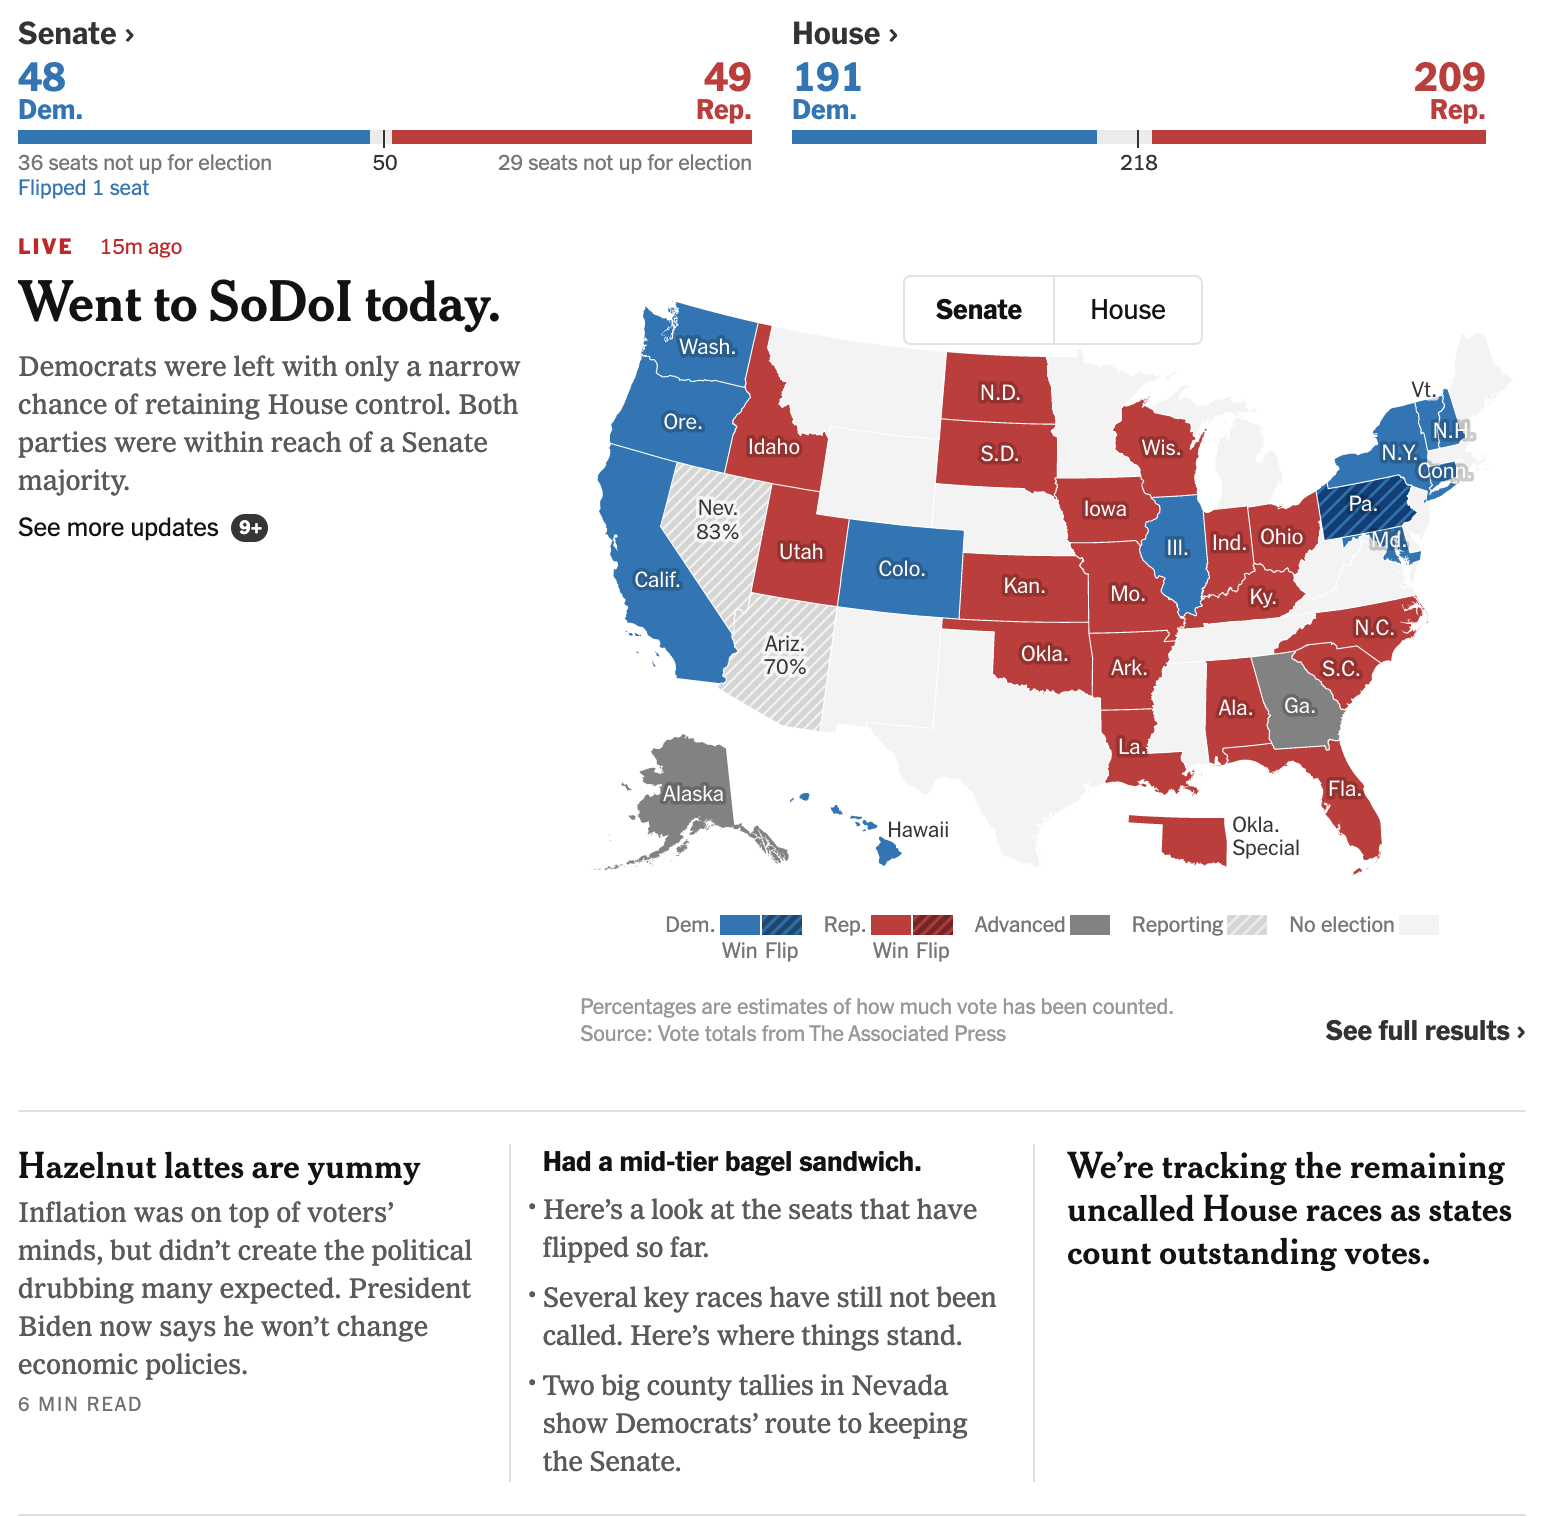 Senate ›
48
49
Dem.
Rep.
36 seats not up for election
50
29 seats not up for election
Flipped 1 seat
House ›
191
209
Dem.
Rep.
218
LIVE 15m ago
Went to SoDoI today.
Democrats were left with only a narrow
chance of retaining House control. Both
parties were within reach of a Senate
majority.
See more updates 9+
Senate
House
Wash.
Ore.
Idaho
Calif.
Nev.
83%
Utah
Colo.
Ariz.
70%
N.D.
S.D.
Kan.
Okla.
Iowa
Mo.
Ark.
La.
Wis.
Ill.
Ind.
Ohio
Ky.
Ala.
Ga.
Fla.
S.C.
N.C.
Md.
Pa.
N.Y.
Vt.
N.H.
Conn.
Alaska
Hawaii
Okla.
Special
Dem.
Win Flip
Rep.
Win Flip
Advanced
Reporting
No election
Percentages are estimates of how much vote has been counted.
Source: Vote totals from The Associated Press
See full results ›
Hazelnut lattes are yummy
Inflation was on top of voters’
minds, but didn’t create the political
drubbing many expected. President
Biden now says he won’t change
economic policies.
6 MIN READ
Had a mid-tier bagel sandwich.
• Here’s a look at the seats that have
flipped so far.
• Several key races have still not been
called. Here’s where things stand.
• Two big county tallies in Nevada
show Democrats’ route to keeping
the Senate.
We’re tracking the remaining
uncalled House races as states
count outstanding votes.